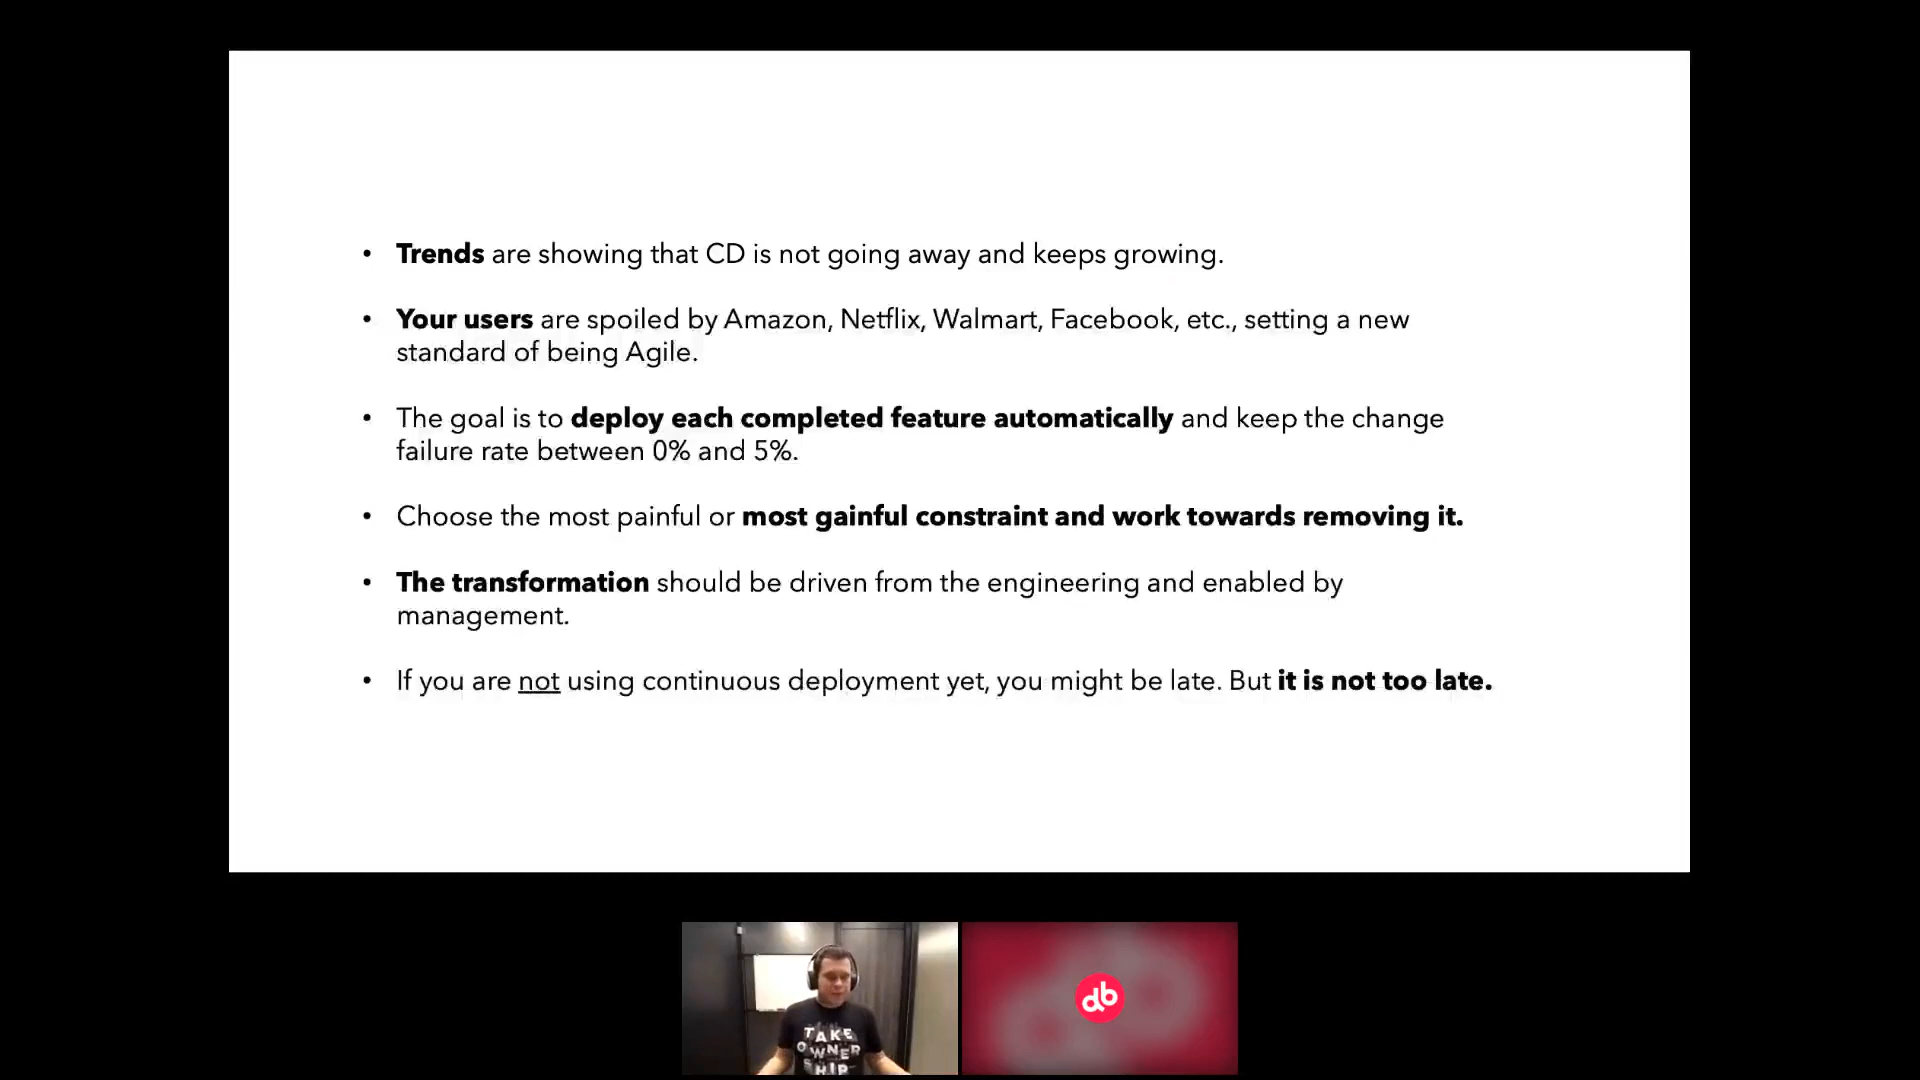 • Trends are showing that CD is not going away and keeps growing.
• Your users are spoiled by Amazon, Netflix, Walmart, Facebook, etc., setting a new
standard of being Agile.
• The goal is to deploy each completed feature automatically and keep the change
failure rate between 0% and 5%.
• Choose the most painful or most gainful constraint and work towards removing it.
• The transformation should be driven from the engineering and enabled by
management.
• If you are not using continuous deployment yet, you might be late. But it is not too late.
TAKE
OWNER
SHIP
db